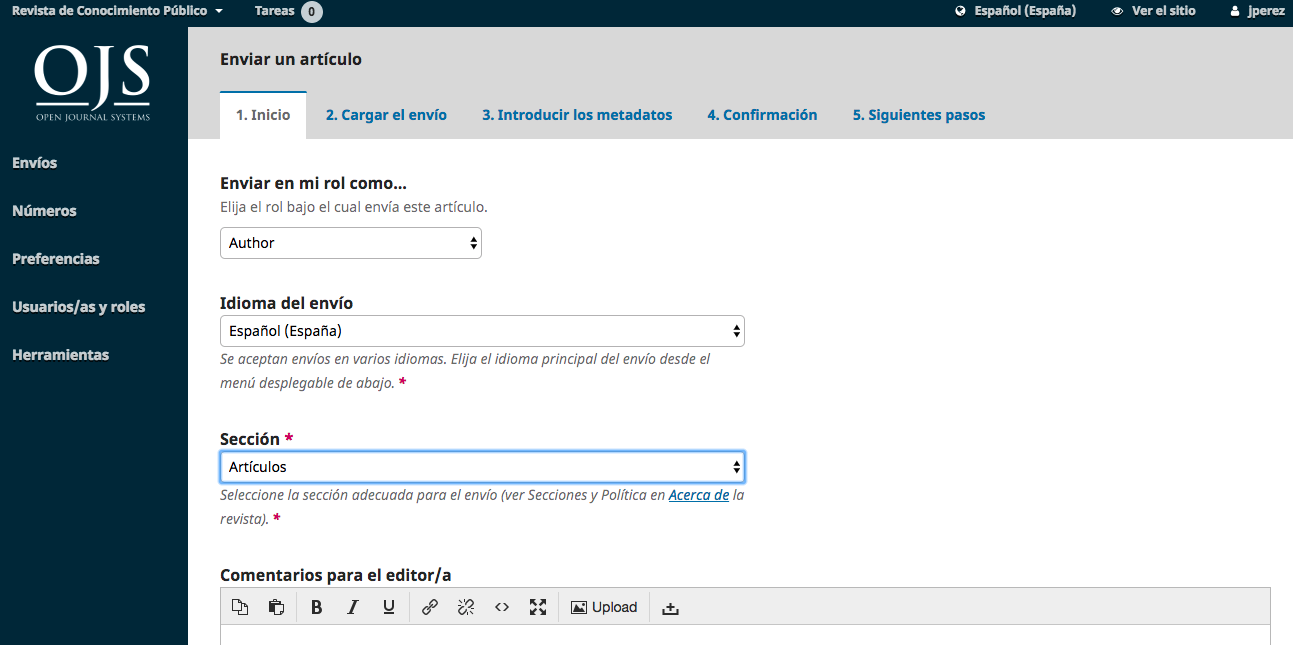 Revista de Conocimiento Público
Tareas 0
Español (España)
Ver el sitio
jperez
OJS
OPEN JOURNAL SYSTEMS
Envíos
Números
Preferencias
Usuarios/as y roles
Herramientas
Enviar un artículo
1. Inicio
2. Cargar el envío
3. Introducir los metadatos
4. Confirmación
5. Siguientes pasos
Enviar en mi rol como...
Elija el rol bajo el cual envía este artículo.
Author
Idioma del envío
Español (España)
Se aceptan envíos en varios idiomas. Elija el idioma principal del envío desde el
menú desplegable de abajo. *
Sección *
Artículos
Seleccione la sección adecuada para el envío (ver Secciones y Política en Acerca de la
revista). *
Comentarios para el editor/a
B I U <> Upload